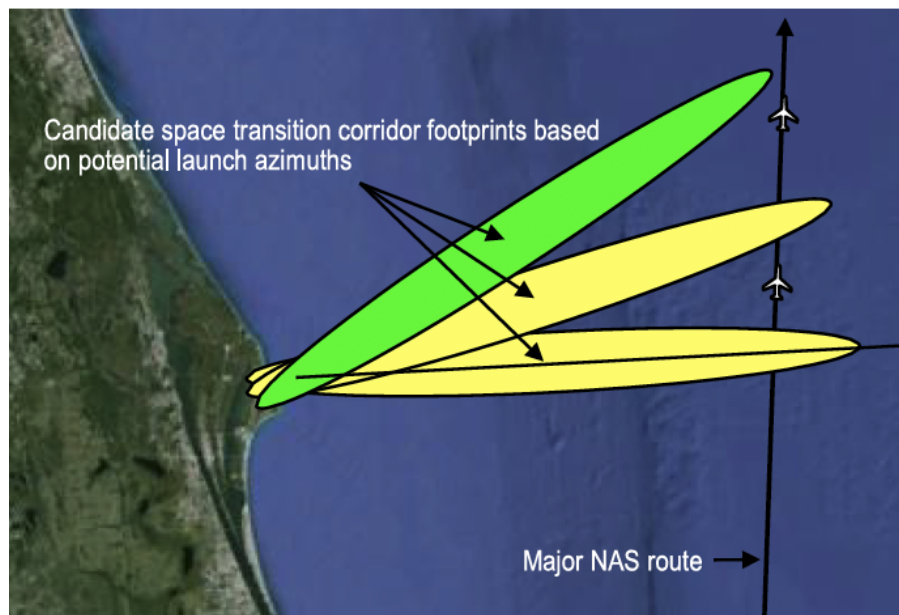 Candidate space transition corridor footprints based
on potential launch azimuths
Major NAS route